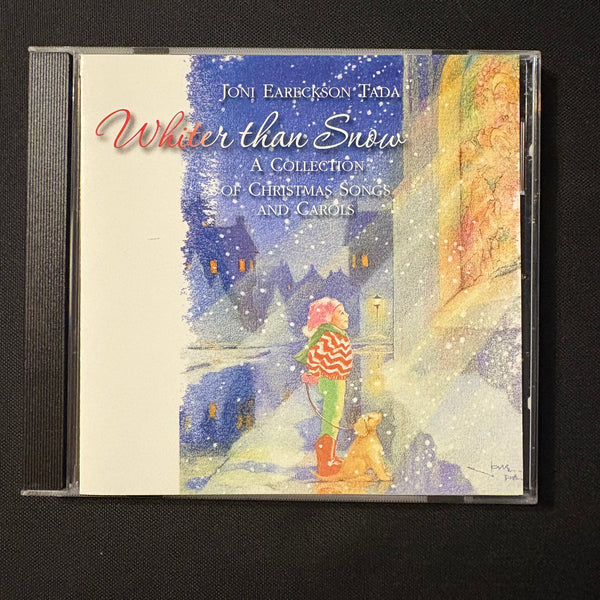 Joni Eareckson Tada
Whiter than Snow
A Collection
of Christmas Songs
and Carols